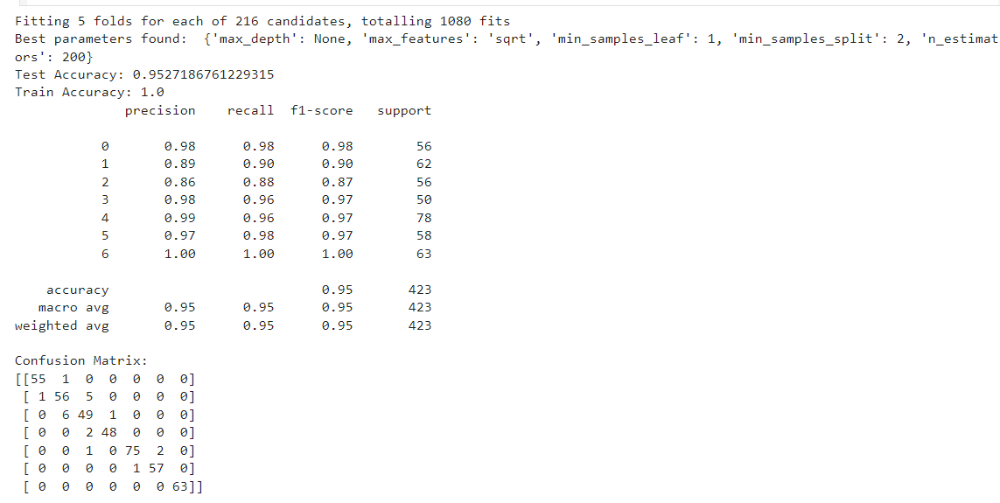 Fitting 5 folds for each of 216 candidates, totalling 1080 fits
Best parameters found:  {'max_depth': None, 'max_features': 'sqrt', 'min_samples_leaf': 1, 'min_samples_split': 2, 'n_estimat
ors': 200}
Test Accuracy: 0.9527186761229315
Train Accuracy: 1.0
              precision    recall  f1-score   support
           0       0.98      0.98      0.98        56
           1       0.89      0.90      0.90        62
           2       0.86      0.88      0.87        56
           3       0.98      0.96      0.97        50
           4       0.99      0.96      0.97        78
           5       0.97      0.98      0.97        58
           6       1.00      1.00      1.00        63
    accuracy                           0.95       423
   macro avg       0.95      0.95      0.95       423
weighted avg       0.95      0.95      0.95       423
Confusion Matrix:
[[55  1  0  0  0  0  0]
 [ 1 56  5  0  0  0  0]
 [ 0  6 49  1  0  0  0]
 [ 0  0  2 48  0  0  0]
 [ 0  0  1  0 75  2  0]
 [ 0  0  0  0  1 57  0]
 [ 0  0  0  0  0  0 63]]